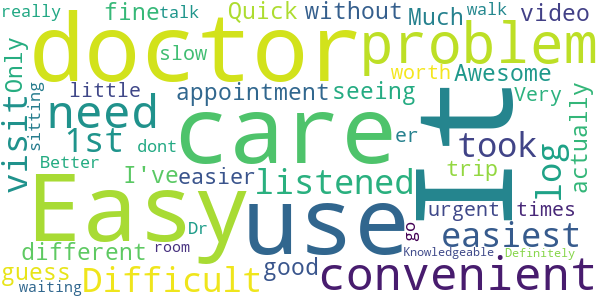 really talk fine Quick without Much walk video
doctor problem
slow worth Awesome
Only little appointment seeing Very
sitting need care It actually
visit 1st er took log
Better dont I've easier listened trip
Easy use urgent times
Dr go easiest
different room Knowledgeable Definitely
guess Difficult good convenient
waiting